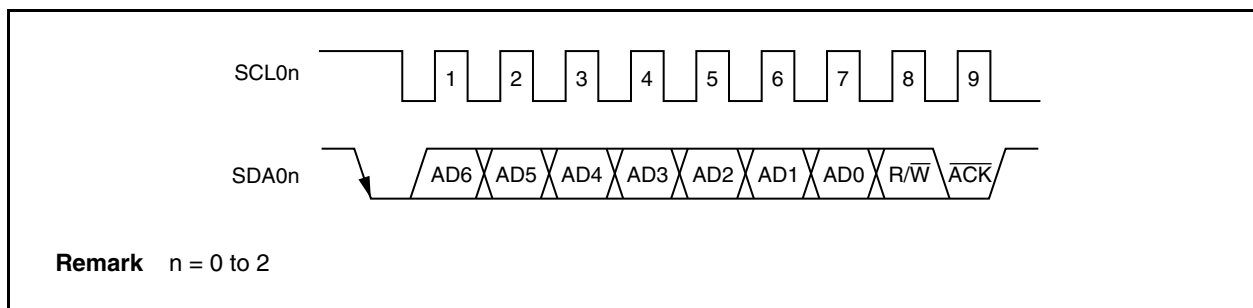 SCL0n 1 2 3 4 5 6 7 8 9
SDA0n AD6 AD5 AD4 AD3 AD2 AD1 AD0 R/W̅ A̅C̅K̅
Remark n = 0 to 2